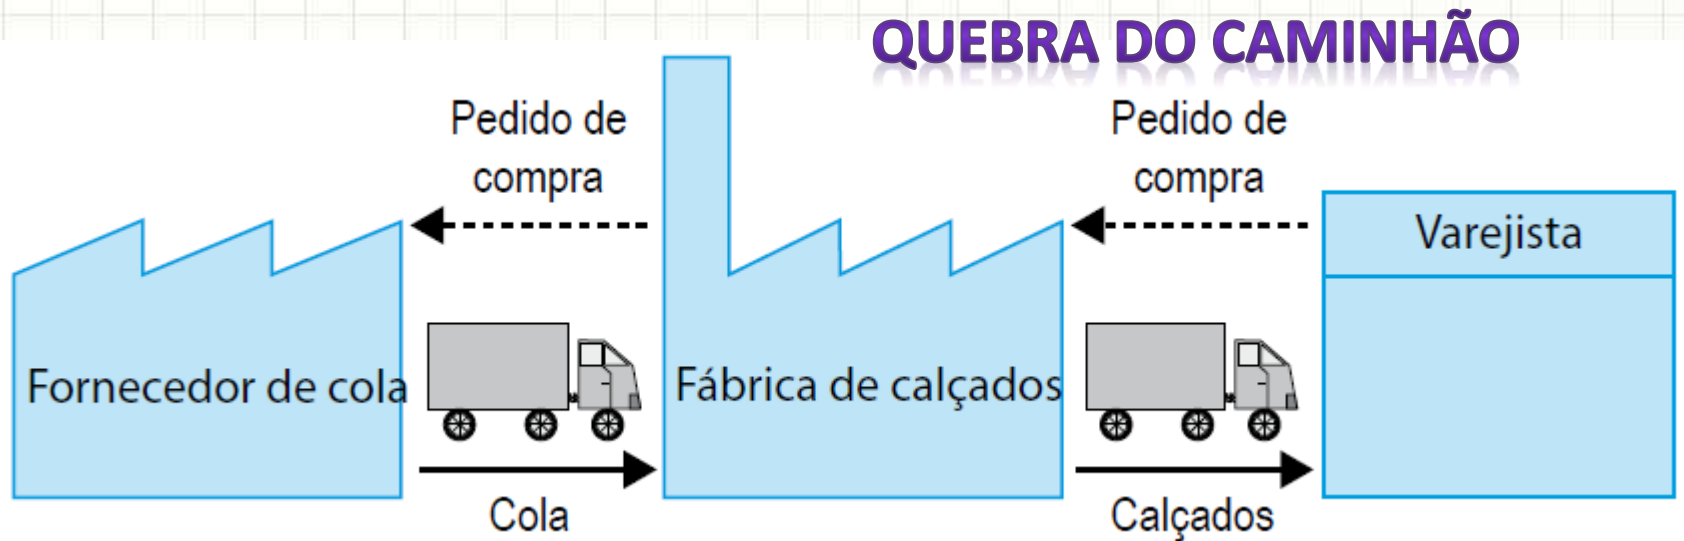 QUEBRA DO CAMINHÃO
Pedido de
compra
Pedido de
compra
Varejista
Fornecedor de cola
Fábrica de calçados
Cola
Calçados